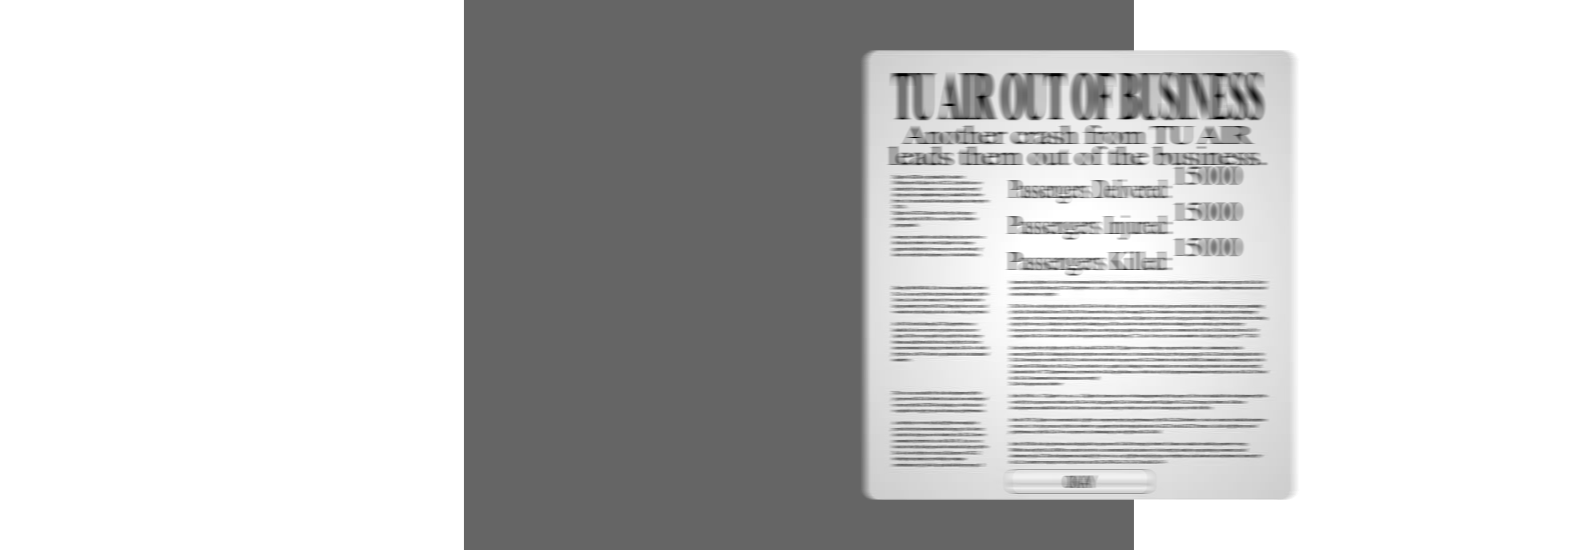 TU AIR OUT OF BUSINESS
Another crash from TU AIR
leads them out of the business.
Passengers Delivered: 15000
Passengers Injured: 15000
Passengers Killed: 15000